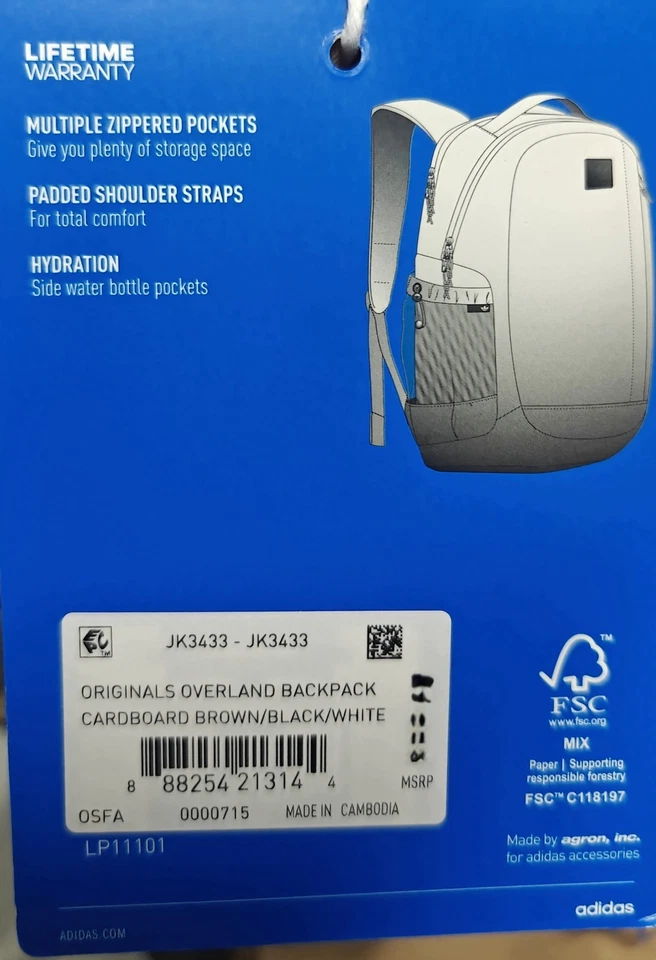 LIFETIME
WARRANTY
MULTIPLE ZIPPERED POCKETS
Give you plenty of storage space
PADDED SHOULDER STRAPS
For total comfort
HYDRATION
Side water bottle pockets
EPC TM
JK3433 - JK3433
ORIGINALS OVERLAND BACKPACK
CARDBOARD BROWN/BLACK/WHITE
8 88254 21314 4
MSRP
OSFA 0000715 MADE IN CAMBODIA
LP11101
TM
FSC
www.fsc.org
MIX
Paper | Supporting
responsible forestry
FSC™ C118197
Made by agron, inc.
for adidas accessories
adidas
ADIDAS.COM